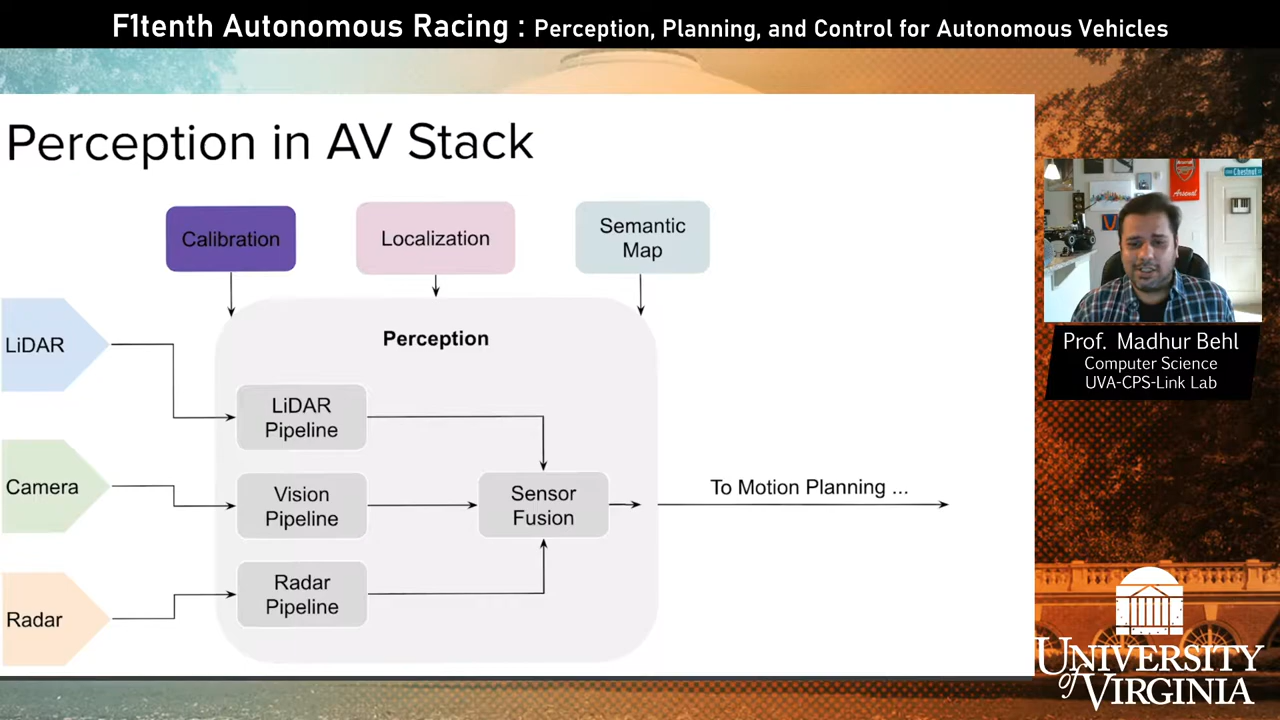 F1tenth Autonomous Racing : Perception, Planning, and Control for Autonomous Vehicles
Perception in AV Stack
Calibration
Localization
Semantic
Map
LiDAR
Perception
LiDAR
Pipeline
Camera
Vision
Pipeline
Sensor
Fusion
To Motion Planning ...
Radar
Radar
Pipeline
Arsenal
Chestnut
Prof. Madhur Behl
Computer Science
UVA-CPS-Link Lab
UNIVERSITY
of VIRGINIA